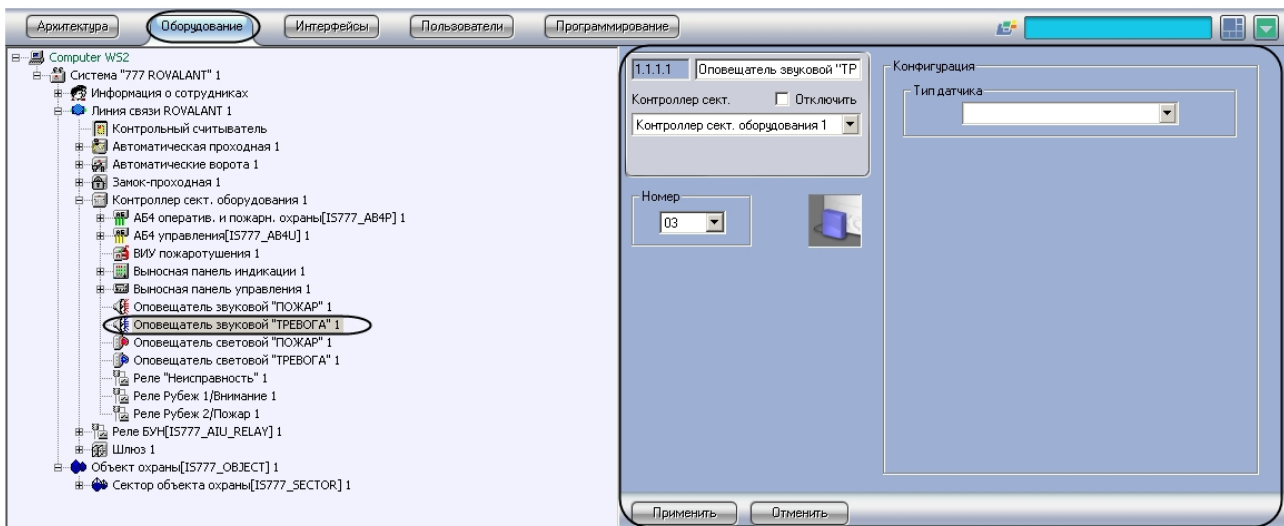 Архитектура Оборудование Интерфейсы Пользователи Программирование
Computer WS2
Система "777 ROVALANT" 1
Информация о сотрудниках
Линия связи ROVALANT 1
Контрольный считыватель
Автоматическая проходная 1
Автоматические ворота 1
Замок-проходная 1
Контроллер сект. оборудования 1
АБ4 оператив. и пожарн. охраны[IS777_AB4P] 1
АБ4 управления[IS777_AB4U] 1
ВИУ пожаротушения 1
Выносная панель индикации 1
Выносная панель управления 1
Оповещатель звуковой "ПОЖАР" 1
Оповещатель звуковой "ТРЕВОГА" 1
Оповещатель световой "ПОЖАР" 1
Оповещатель световой "ТРЕВОГА" 1
Реле "Неисправность" 1
Реле Рубеж 1/Внимание 1
Реле Рубеж 2/Пожар 1
Реле БУН[IS777_AIU_RELAY] 1
Шлюз 1
Объект охраны[IS777_OBJECT] 1
Сектор объекта охраны[IS777_SECTOR] 1
1.1.1.1 Оповещатель звуковой "ТР
Контроллер сект. Отключить
Контроллер сект. оборудования 1
Номер
03
Конфигурация
Тип датчика
Применить Отменить